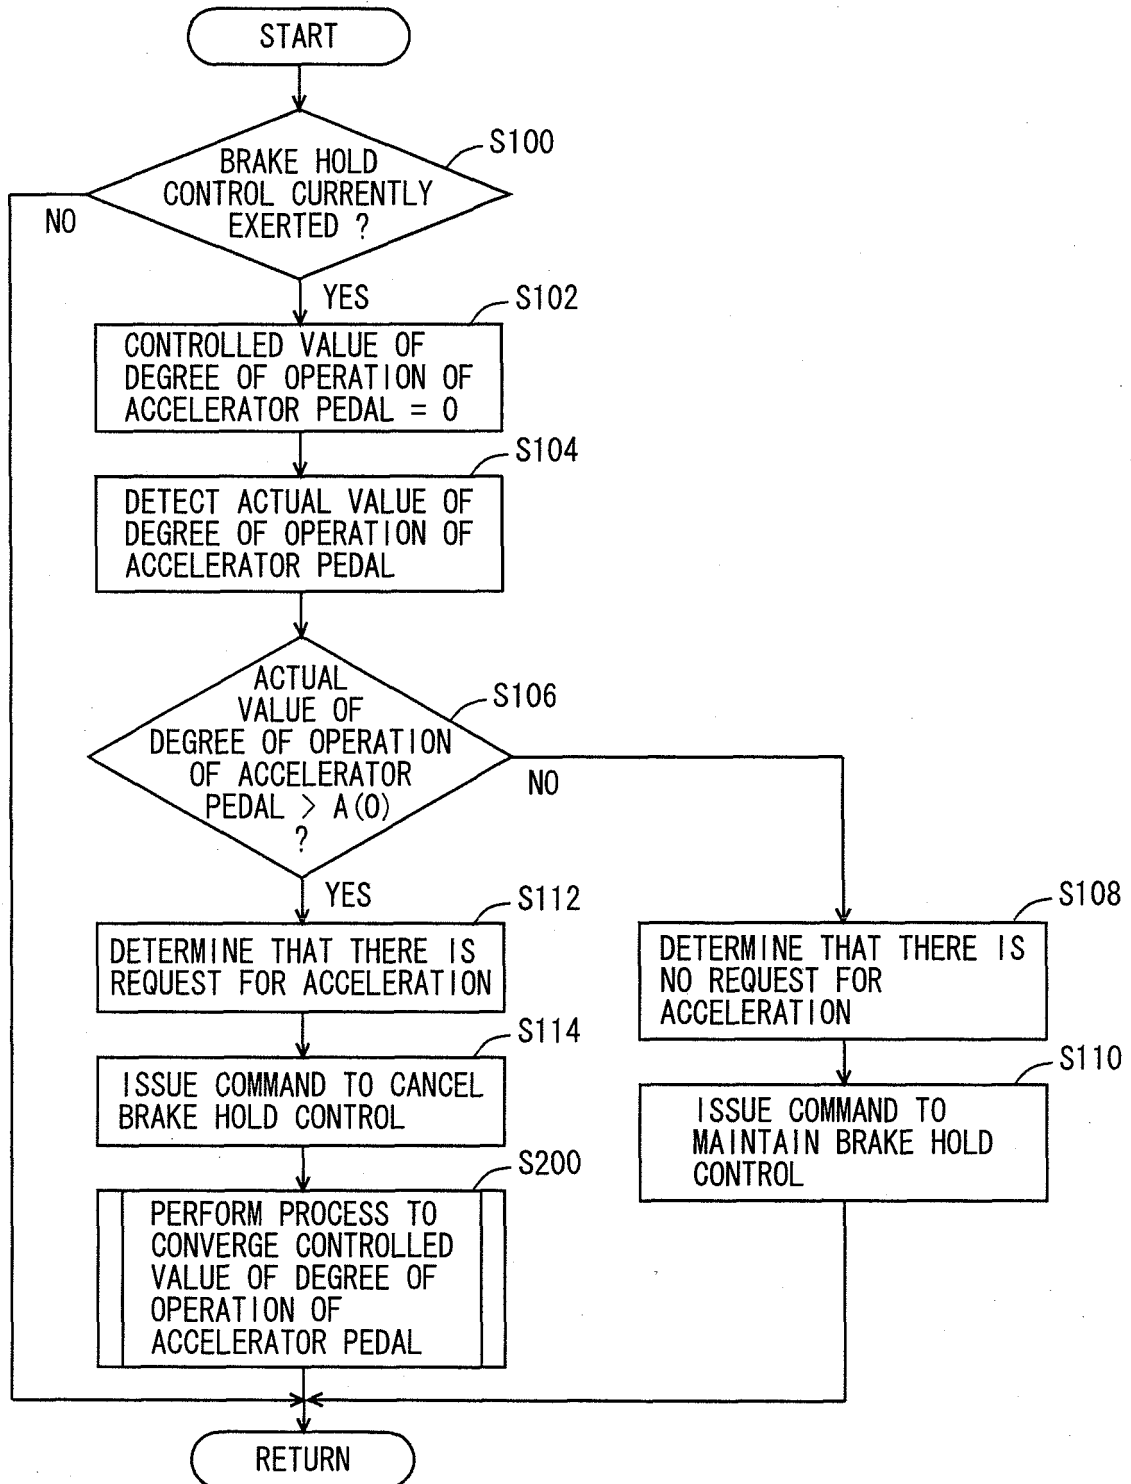 START
S100
BRAKE HOLD
CONTROL CURRENTLY
EXERTED ?
NO
YES
S102
CONTROLLED VALUE OF
DEGREE OF OPERATION OF
ACCELERATOR PEDAL = 0
S104
DETECT ACTUAL VALUE OF
DEGREE OF OPERATION OF
ACCELERATOR PEDAL
S106
ACTUAL
VALUE OF
DEGREE OF OPERATION
OF ACCELERATOR
PEDAL > A(0)
?
NO
YES
S112
DETERMINE THAT THERE IS
REQUEST FOR ACCELERATION
S108
DETERMINE THAT THERE IS
NO REQUEST FOR
ACCELERATION
S114
ISSUE COMMAND TO CANCEL
BRAKE HOLD CONTROL
S110
ISSUE COMMAND TO
MAINTAIN BRAKE HOLD
CONTROL
S200
PERFORM PROCESS TO
CONVERGE CONTROLLED
VALUE OF DEGREE OF
OPERATION OF
ACCELERATOR PEDAL
RETURN